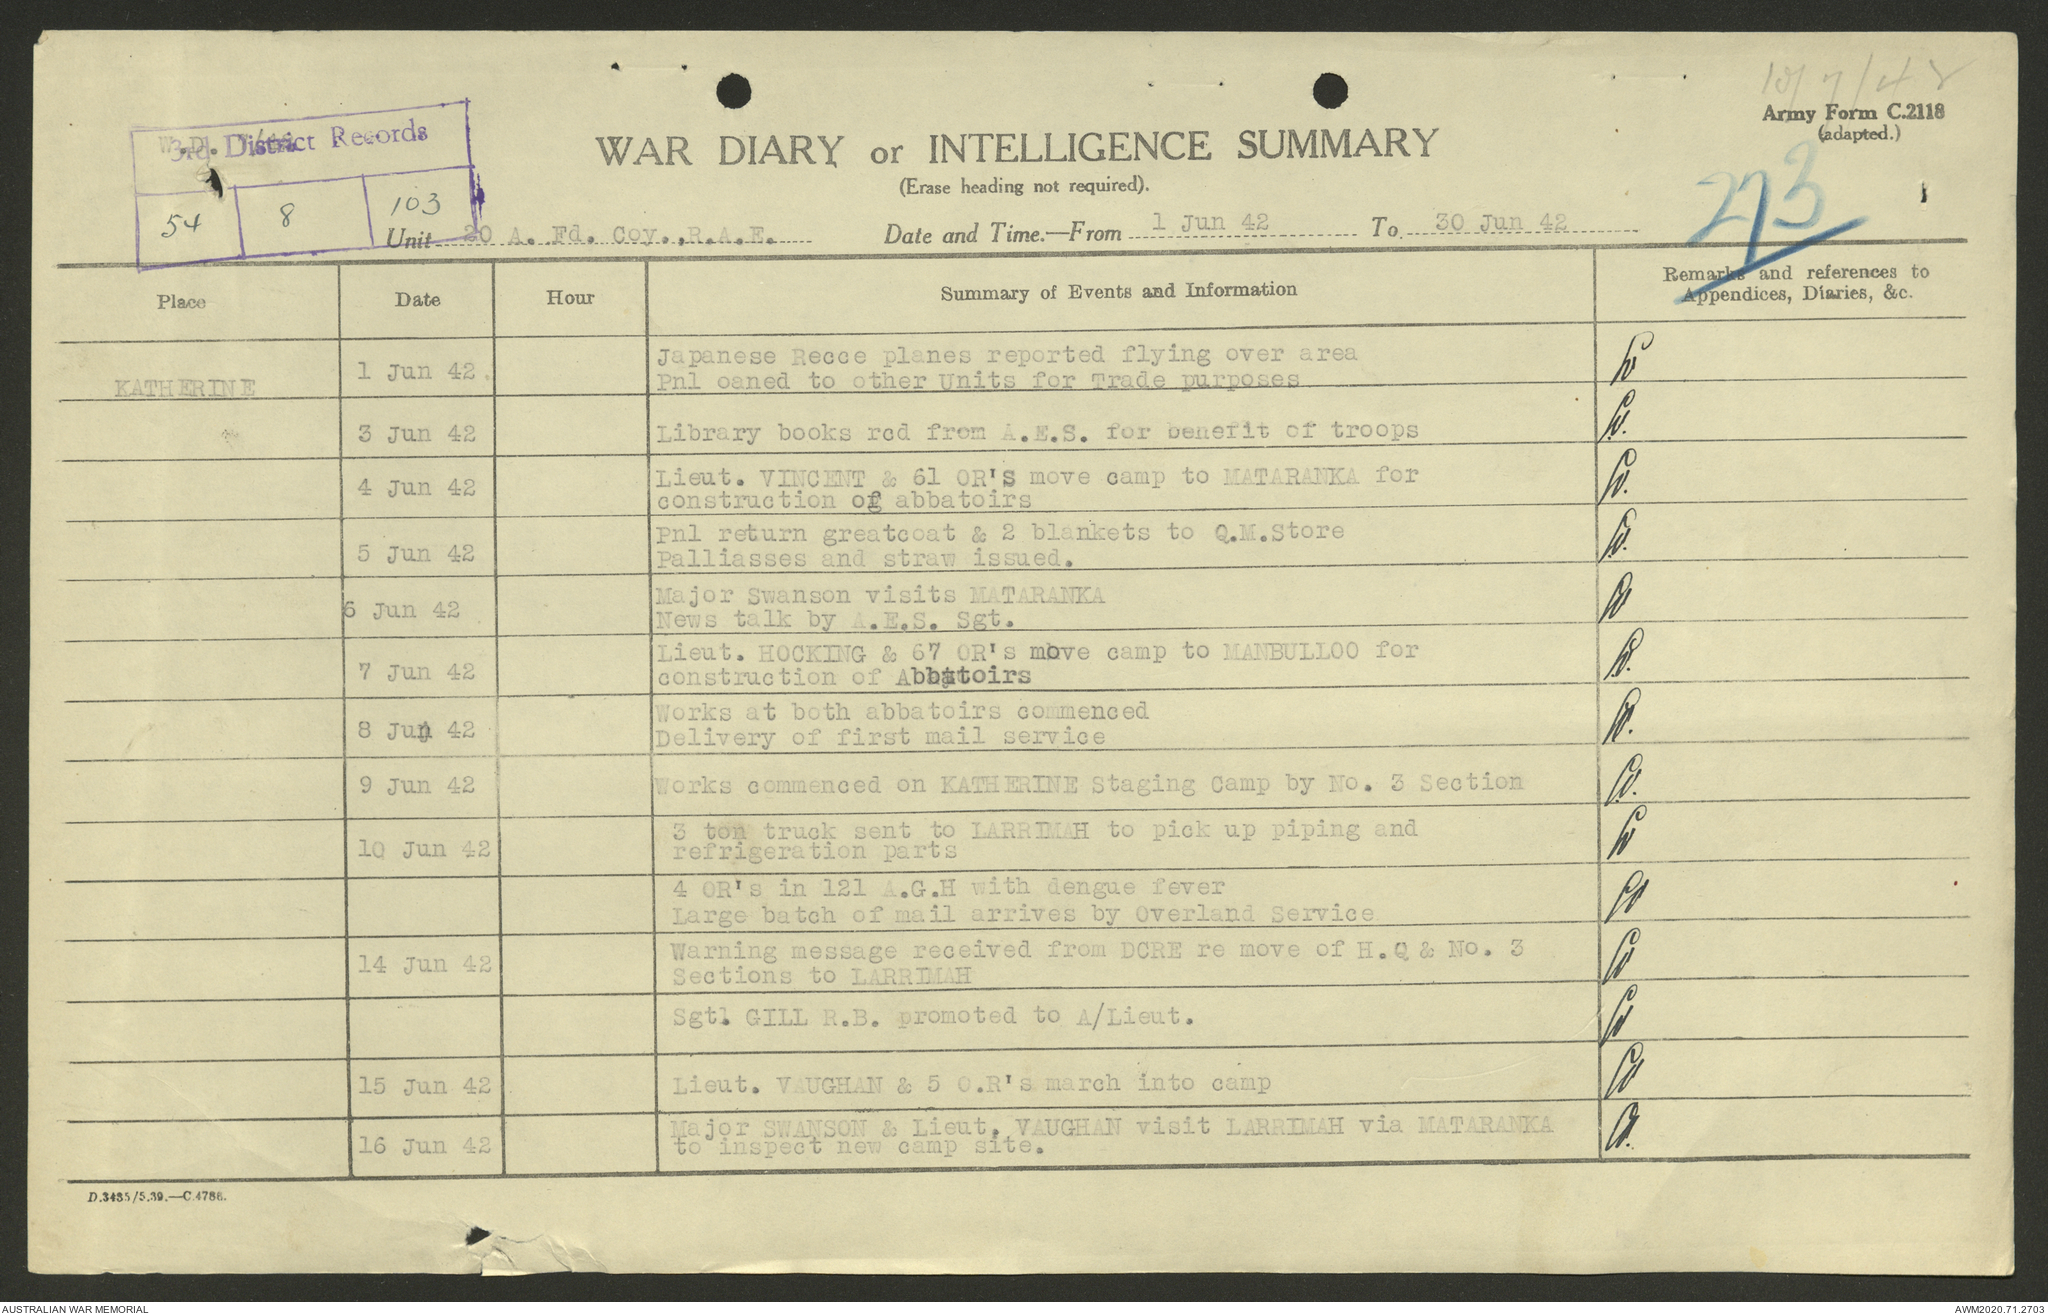 13/7/42
Army Form C.2118
(adapted.)
3rd District Records
54 8 103
WAR DIARY or INTELLIGENCE SUMMARY
(Erase heading not required).
273
Unit 20 A. Fd. Coy.,R.A.E. Date and Time.—From 1 Jun 42 To 30 Jun 42
Place Date Hour Summary of Events and Information Remarks and references to
Appendices, Diaries, &c.
KATHERINE 1 Jun 42. Japanese Recce planes reported flying over area
Pnl oaned to other Units for Trade purposes
3 Jun 42 Library books rcd from A.E.S. for benefit of troops
4 Jun 42 Lieut. VINCENT & 61 OR'S move camp to MATARANKA for
construction of abbatoirs
5 Jun 42 Pnl return greatcoat & 2 blankets to Q.M.Store
Palliasses and straw issued.
6 Jun 42 Major Swanson visits MATARANKA
News talk by A.E.S. Sgt.
7 Jun 42 Lieut. HOCKING & 67 OR's move camp to MANBULLOO for
construction of Abbatoirs
8 Jun 42 Works at both abbatoirs commenced
Delivery of first mail service
9 Jun 42 Works commenced on KATHERINE Staging Camp by No. 3 Section
10 Jun 42 3 ton truck sent to LARRIMAH to pick up piping and
refrigeration parts
4 OR's in 121 A.G.H with dengue fever
Large batch of mail arrives by Overland Service
14 Jun 42 Warning message received from DCRE re move of H.Q & No. 3
Sections to LARRIMAH
Sgt. GILL R.B. promoted to A/Lieut.
15 Jun 42 Lieut. VAUGHAN & 5 O.R's march into camp
16 Jun 42 Major SWANSON & Lieut. VAUGHAN visit LARRIMAH via MATARANKA
to inspect new camp site.
D.3435/5.39.—C.4786.
AUSTRALIAN WAR MEMORIAL AWM2020.71.2703